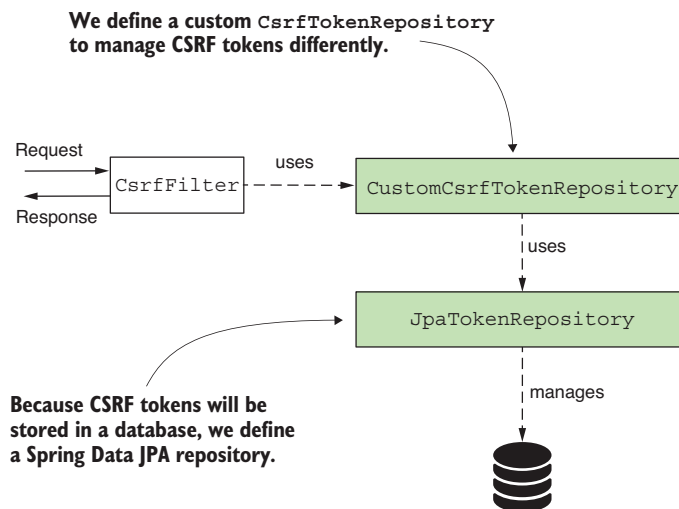 We define a custom CsrfTokenRepository
to manage CSRF tokens differently.
Request
CsrfFilter
uses
CustomCsrfTokenRepository
Response
uses
JpaTokenRepository
Because CSRF tokens will be
stored in a database, we define
a Spring Data JPA repository.
manages